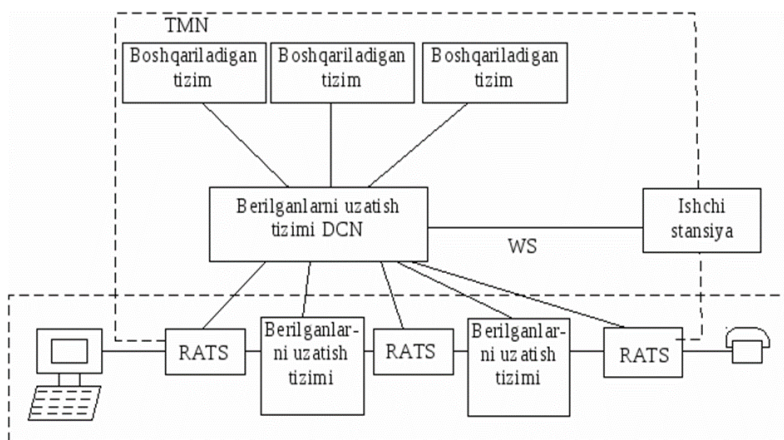 TMN
Boshqariladigan
tizim
Boshqariladigan
tizim
Boshqariladigan
tizim
Berilganlarni uzatish
tizimi DCN
WS
Ishchi
stansiya
RATS
Berilganlar-
ni uzatish
tizimi
RATS
Berilganlar-
ni uzatish
tizimi
RATS